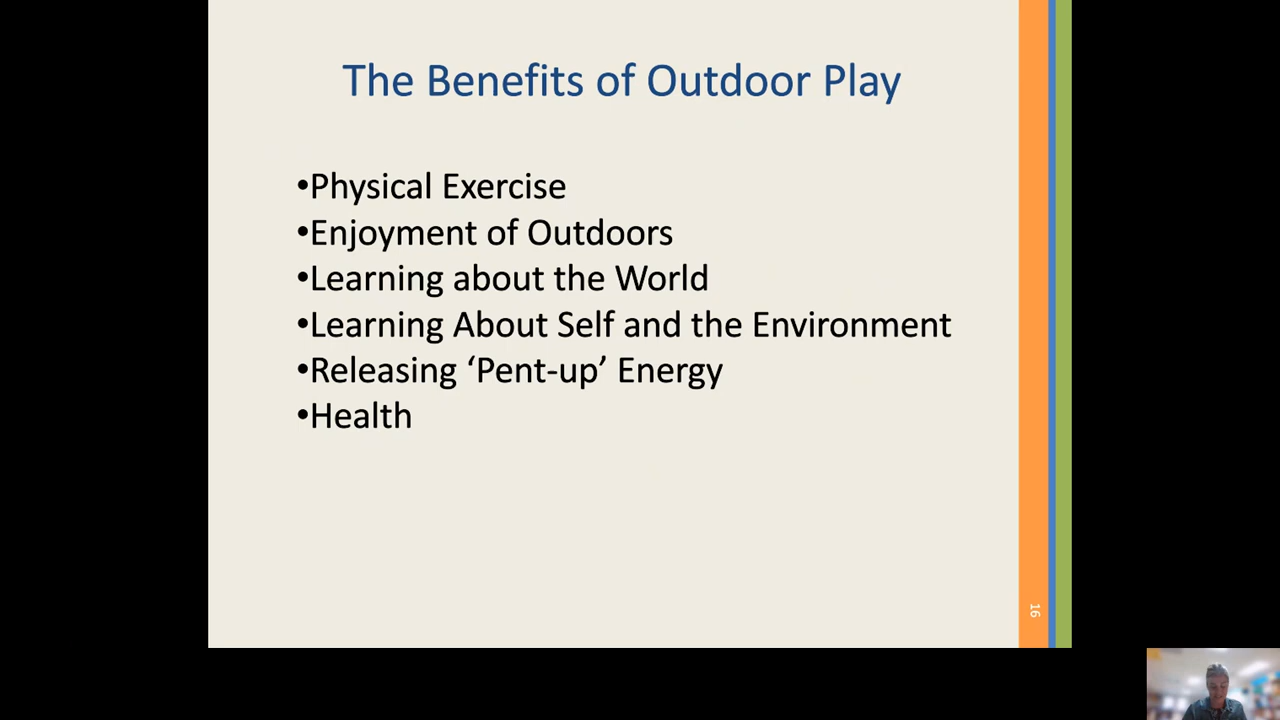 The Benefits of Outdoor Play
•Physical Exercise
•Enjoyment of Outdoors
•Learning about the World
•Learning About Self and the Environment
•Releasing ‘Pent-up’ Energy
•Health
16